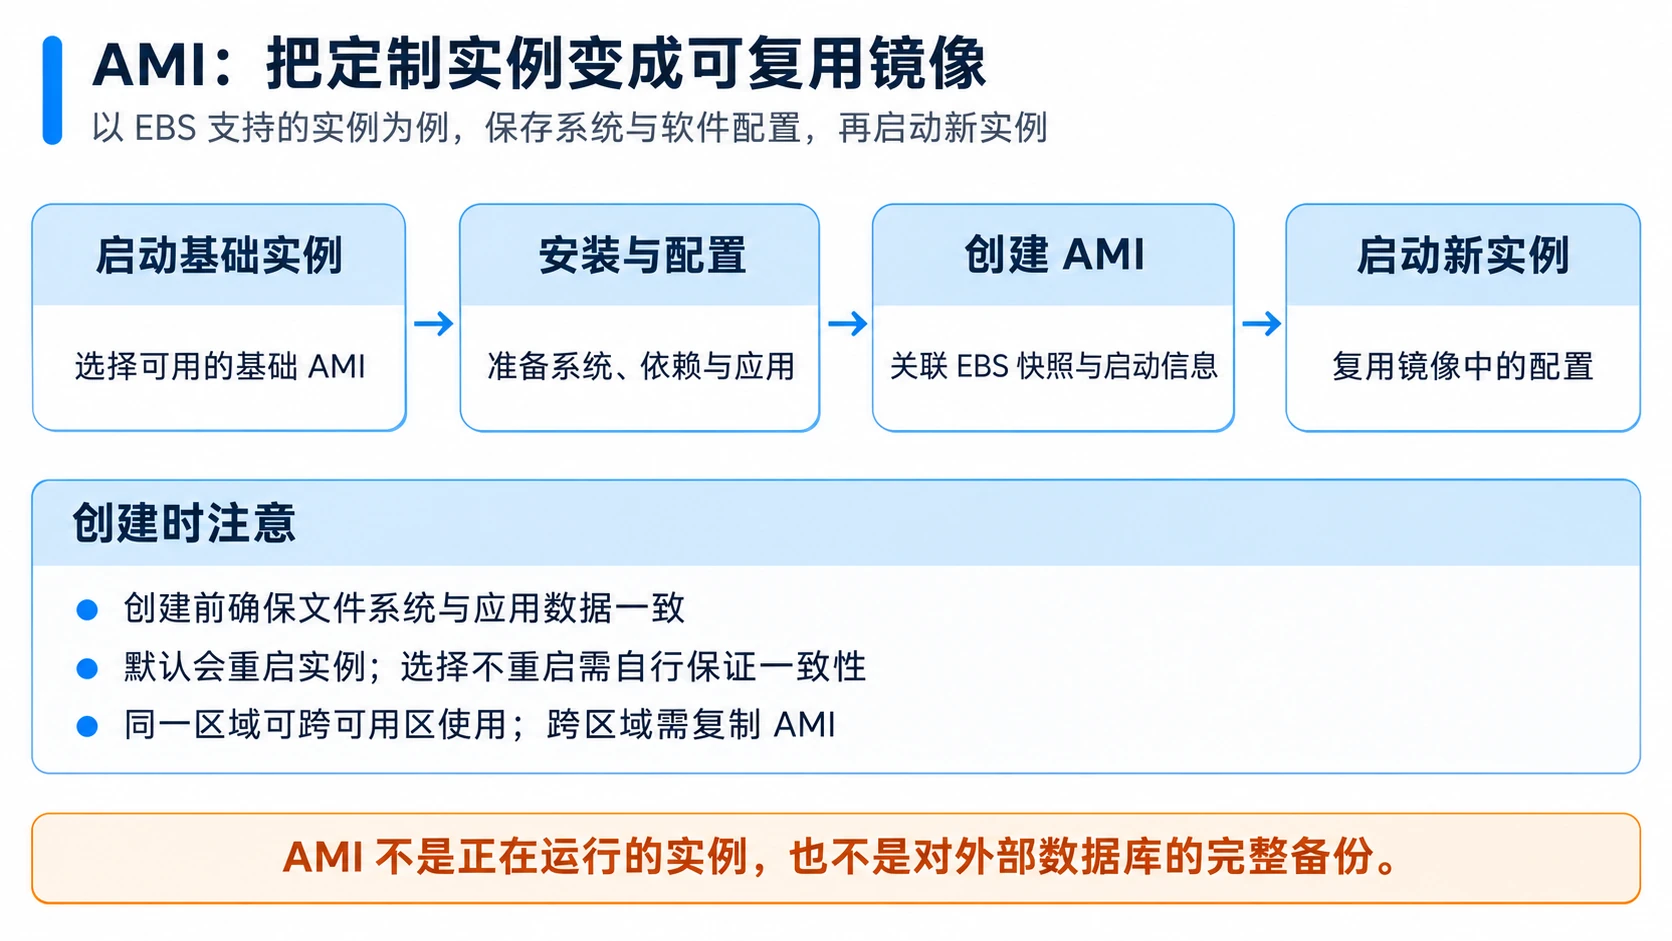 AMI：把定制实例变成可复用镜像
以 EBS 支持的实例为例，保存系统与软件配置，再启动新实例
启动基础实例
选择可用的基础 AMI
安装与配置
准备系统、依赖与应用
创建 AMI
关联 EBS 快照与启动信息
启动新实例
复用镜像中的配置
创建时注意
创建前确保文件系统与应用数据一致
默认会重启实例；选择不重启需自行保证一致性
同一区域可跨可用区使用；跨区域需复制 AMI
AMI 不是正在运行的实例，也不是对外部数据库的完整备份。